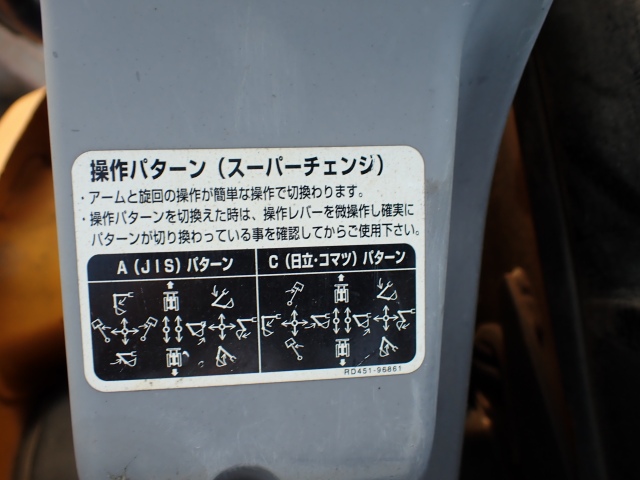 操作パターン（スーパーチェンジ）
・アームと旋回の操作が簡単な操作で切換わります。
・操作パターンを切換えた時は、操作レバーを微操作し確実に
パターンが切り換わっている事を確認してからご使用下さい。
A（JIS）パターン
C（日立・コマツ）パターン
RD451-96861